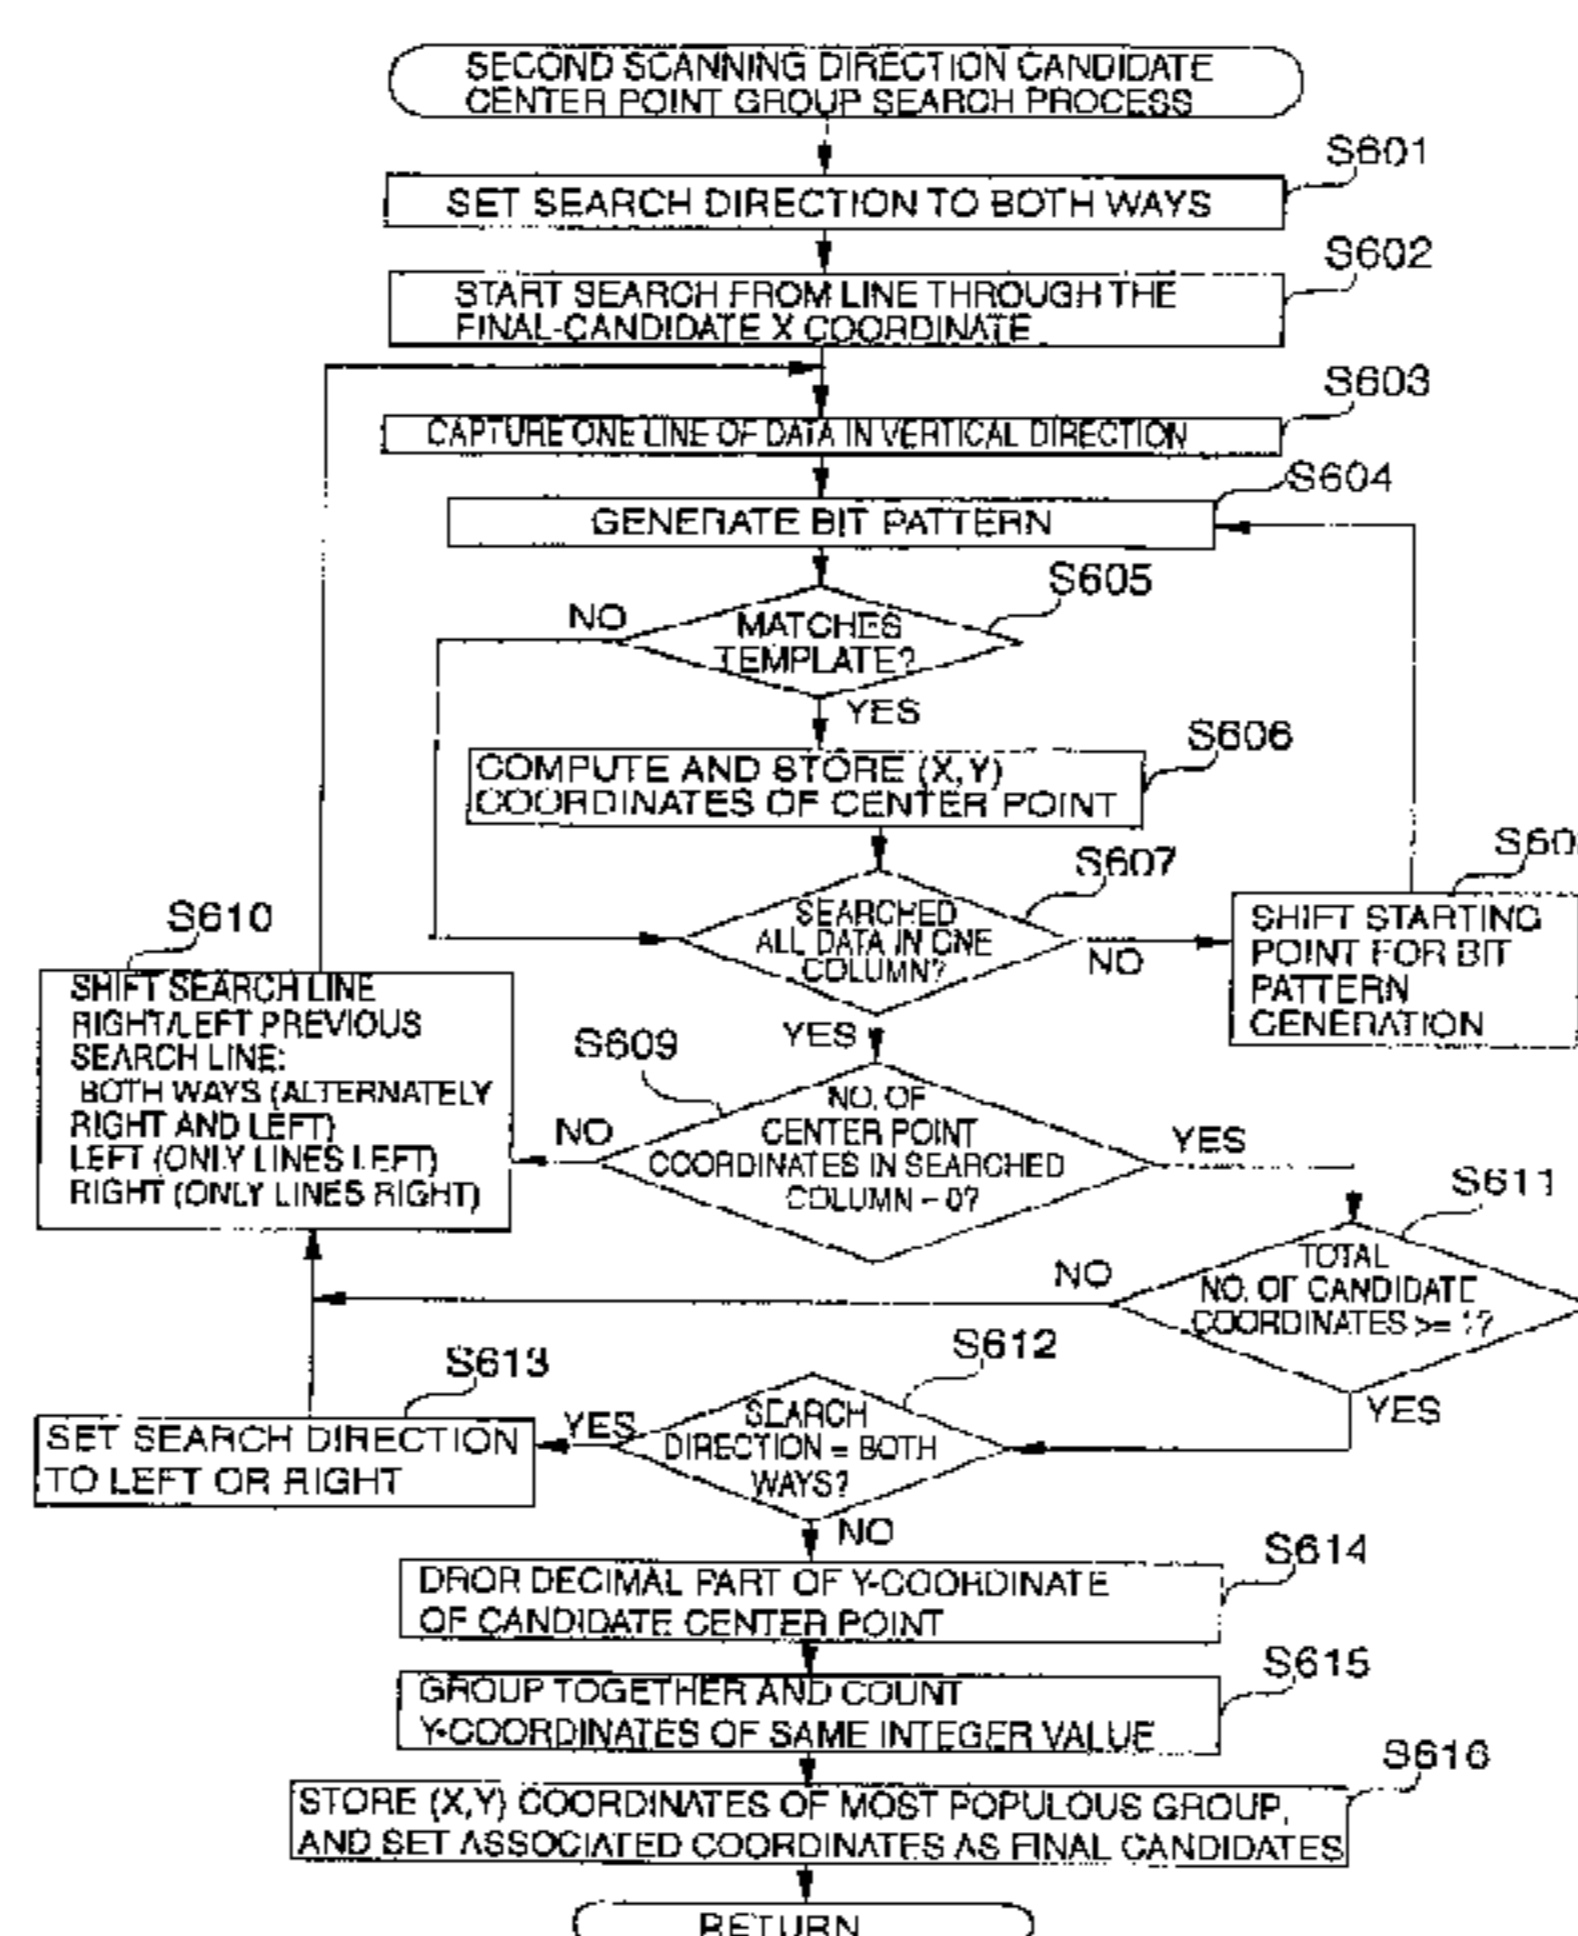 SECOND SCANNING DIRECTION CANDIDATE
CENTER POINT GROUP SEARCH PROCESS
S601
SET SEARCH DIRECTION TO BOTH WAYS
S602
START SEARCH FROM LINE THROUGH THE
FINAL-CANDIDATE X COORDINATE
S603
CAPTURE ONE LINE OF DATA IN VERTICAL DIRECTION
S604
GENERATE BIT PATTERN
S605
NO
MATCHES
TEMPLATE?
YES
S606
COMPUTE AND STORE (X,Y)
COORDINATES OF CENTER POINT
S607
SEARCHED
ALL DATA IN ONE
COLUMN?
NO
SHIFT STARTING
POINT FOR BIT
PATTERN
GENERATION
S610
SHIFT SEARCH LINE
RIGHT/LEFT PREVIOUS
SEARCH LINE:
BOTH WAYS (ALTERNATELY
RIGHT AND LEFT)
LEFT (ONLY LINES LEFT)
RIGHT (ONLY LINES RIGHT)
YES
S609
NO. OF
CENTER POINT
COORDINATES IN SEARCHED
COLUMN = 0?
NO
YES
S611
TOTAL
NO. OF CANDIDATE
COORDINATES >= 1?
NO
YES
S612
SEARCH
DIRECTION = BOTH
WAYS?
YES
S613
SET SEARCH DIRECTION
TO LEFT OR RIGHT
NO
S614
DROP DECIMAL PART OF Y-COORDINATE
OF CANDIDATE CENTER POINT
S615
GROUP TOGETHER AND COUNT
Y-COORDINATES OF SAME INTEGER VALUE
S616
STORE (X,Y) COORDINATES OF MOST POPULOUS GROUP,
AND SET ASSOCIATED COORDINATES AS FINAL CANDIDATES
RETURN